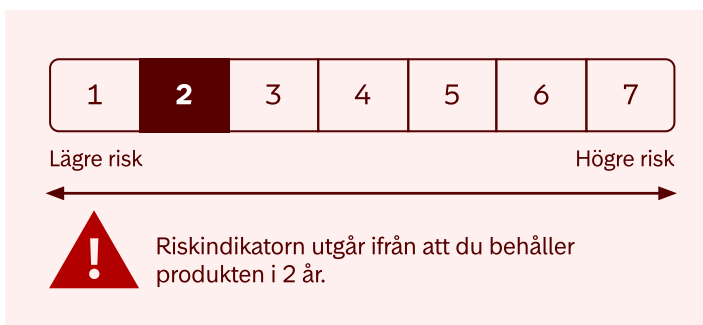 1 2 3 4 5 6 7
Lägre risk Högre risk
!
Riskindikatorn utgår ifrån att du behåller
produkten i 2 år.